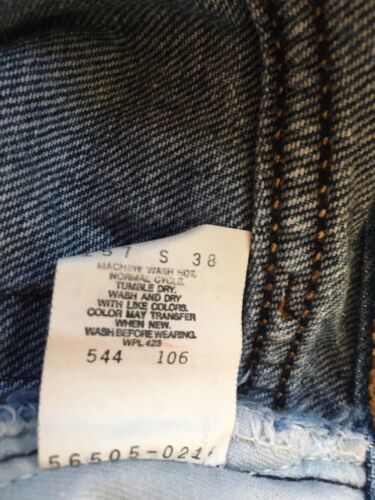 S 38
MACHINE WASH HOT.
NORMAL CYCLE.
TUMBLE DRY.
WASH AND DRY
WITH LIKE COLORS.
COLOR MAY TRANSFER
WHEN NEW.
WASH BEFORE WEARING.
WPL 423
544 106
56505-021